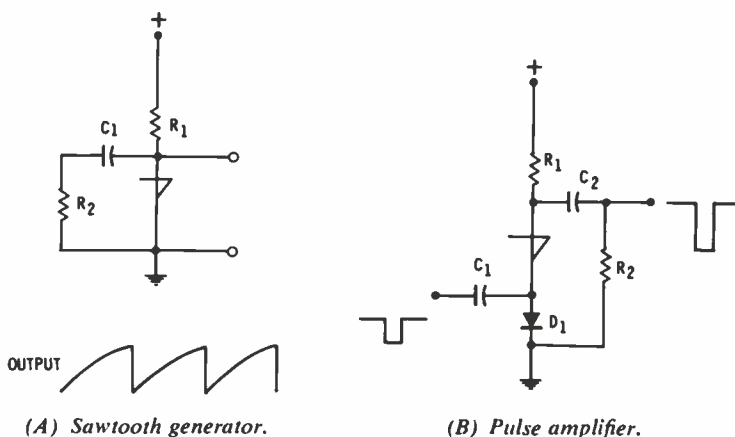 +
C1
R1
R2
OUTPUT
(A) Sawtooth generator.
+
R1
C2
C1
R2
D1
(B) Pulse amplifier.